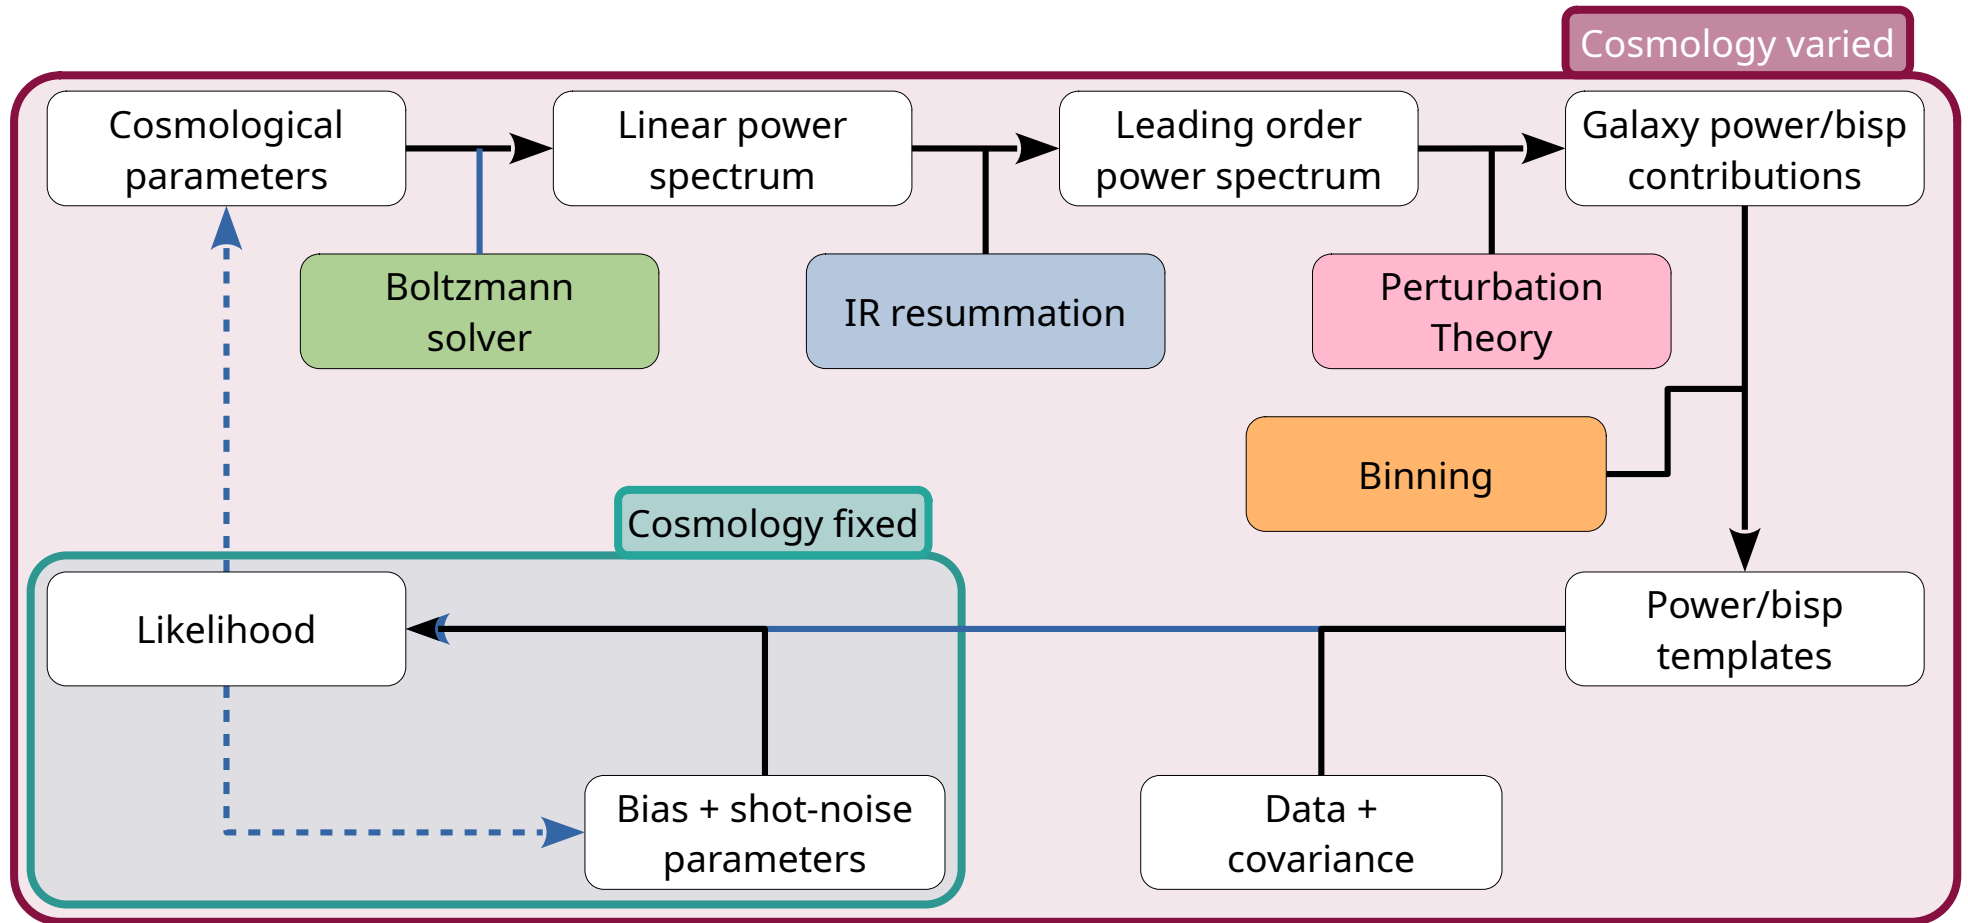 Cosmology varied
Cosmological
parameters
Linear power
spectrum
Leading order
power spectrum
Galaxy power/bisp
contributions
Boltzmann
solver
IR resummation
Perturbation
Theory
Binning
Cosmology fixed
Likelihood
Power/bisp
templates
Bias + shot-noise
parameters
Data +
covariance